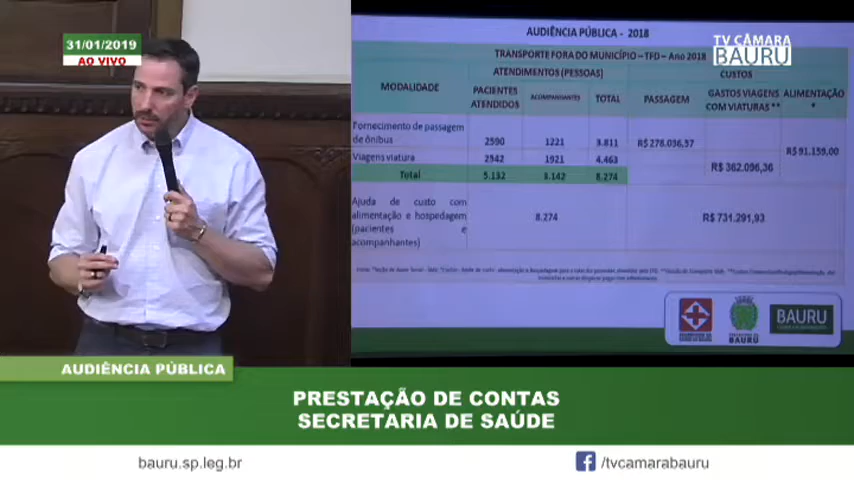 31/01/2019
AO VIVO
TV CÂMARA
BAURU
AUDIÊNCIA PÚBLICA - 2018
TRANSPORTE FORA DO MUNICÍPIO – TFD – Ano 2018
MODALIDADE
ATENDIMENTOS (PESSOAS)
CUSTOS
PACIENTES ATENDIDOS
ACOMPANHANTES
TOTAL
PASSAGEM
GASTOS VIAGENS COM VIATURAS **
ALIMENTAÇÃO *
Fornecimento de passagem de ônibus
2590
1221
3.811
R$
Viagens viatura
2542
1921
4.463
R$ 91.159,00
R$ 362.096,36
Total
5.132
3.142
8.274
Ajuda de custo com alimentação e hospedagem (pacientes e acompanhantes)
8.274
R$ 731.291,93
BAURU
BAURU
AUDIÊNCIA PÚBLICA
PRESTAÇÃO DE CONTAS
SECRETARIA DE SAÚDE
bauru.sp.leg.br
/tvcamarabauru